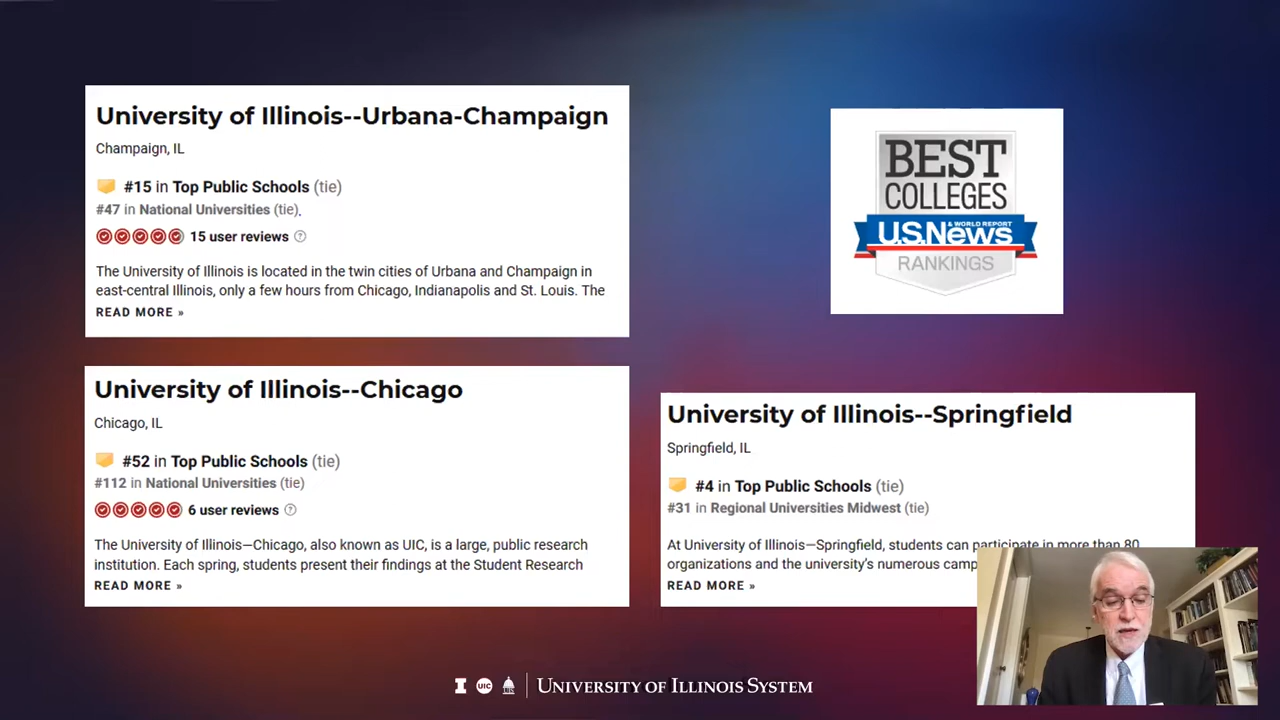 University of Illinois--Urbana-Champaign
Champaign, IL
#15 in Top Public Schools (tie)
#47 in National Universities (tie).
15 user reviews ?
The University of Illinois is located in the twin cities of Urbana and Champaign in
east-central Illinois, only a few hours from Chicago, Indianapolis and St. Louis. The
READ MORE »
BEST
COLLEGES
& WORLD REPORT
U.S.News
RANKINGS
University of Illinois--Chicago
Chicago, IL
#52 in Top Public Schools (tie)
#112 in National Universities (tie)
6 user reviews ?
The University of Illinois—Chicago, also known as UIC, is a large, public research
institution. Each spring, students present their findings at the Student Research
READ MORE »
University of Illinois--Springfield
Springfield, IL
#4 in Top Public Schools (tie)
#31 in Regional Universities Midwest (tie)
At University of Illinois—Springfield, students can participate in more than 80
organizations and the university's numerous
READ MORE »
I UIC UNIVERSITY OF ILLINOIS SYSTEM